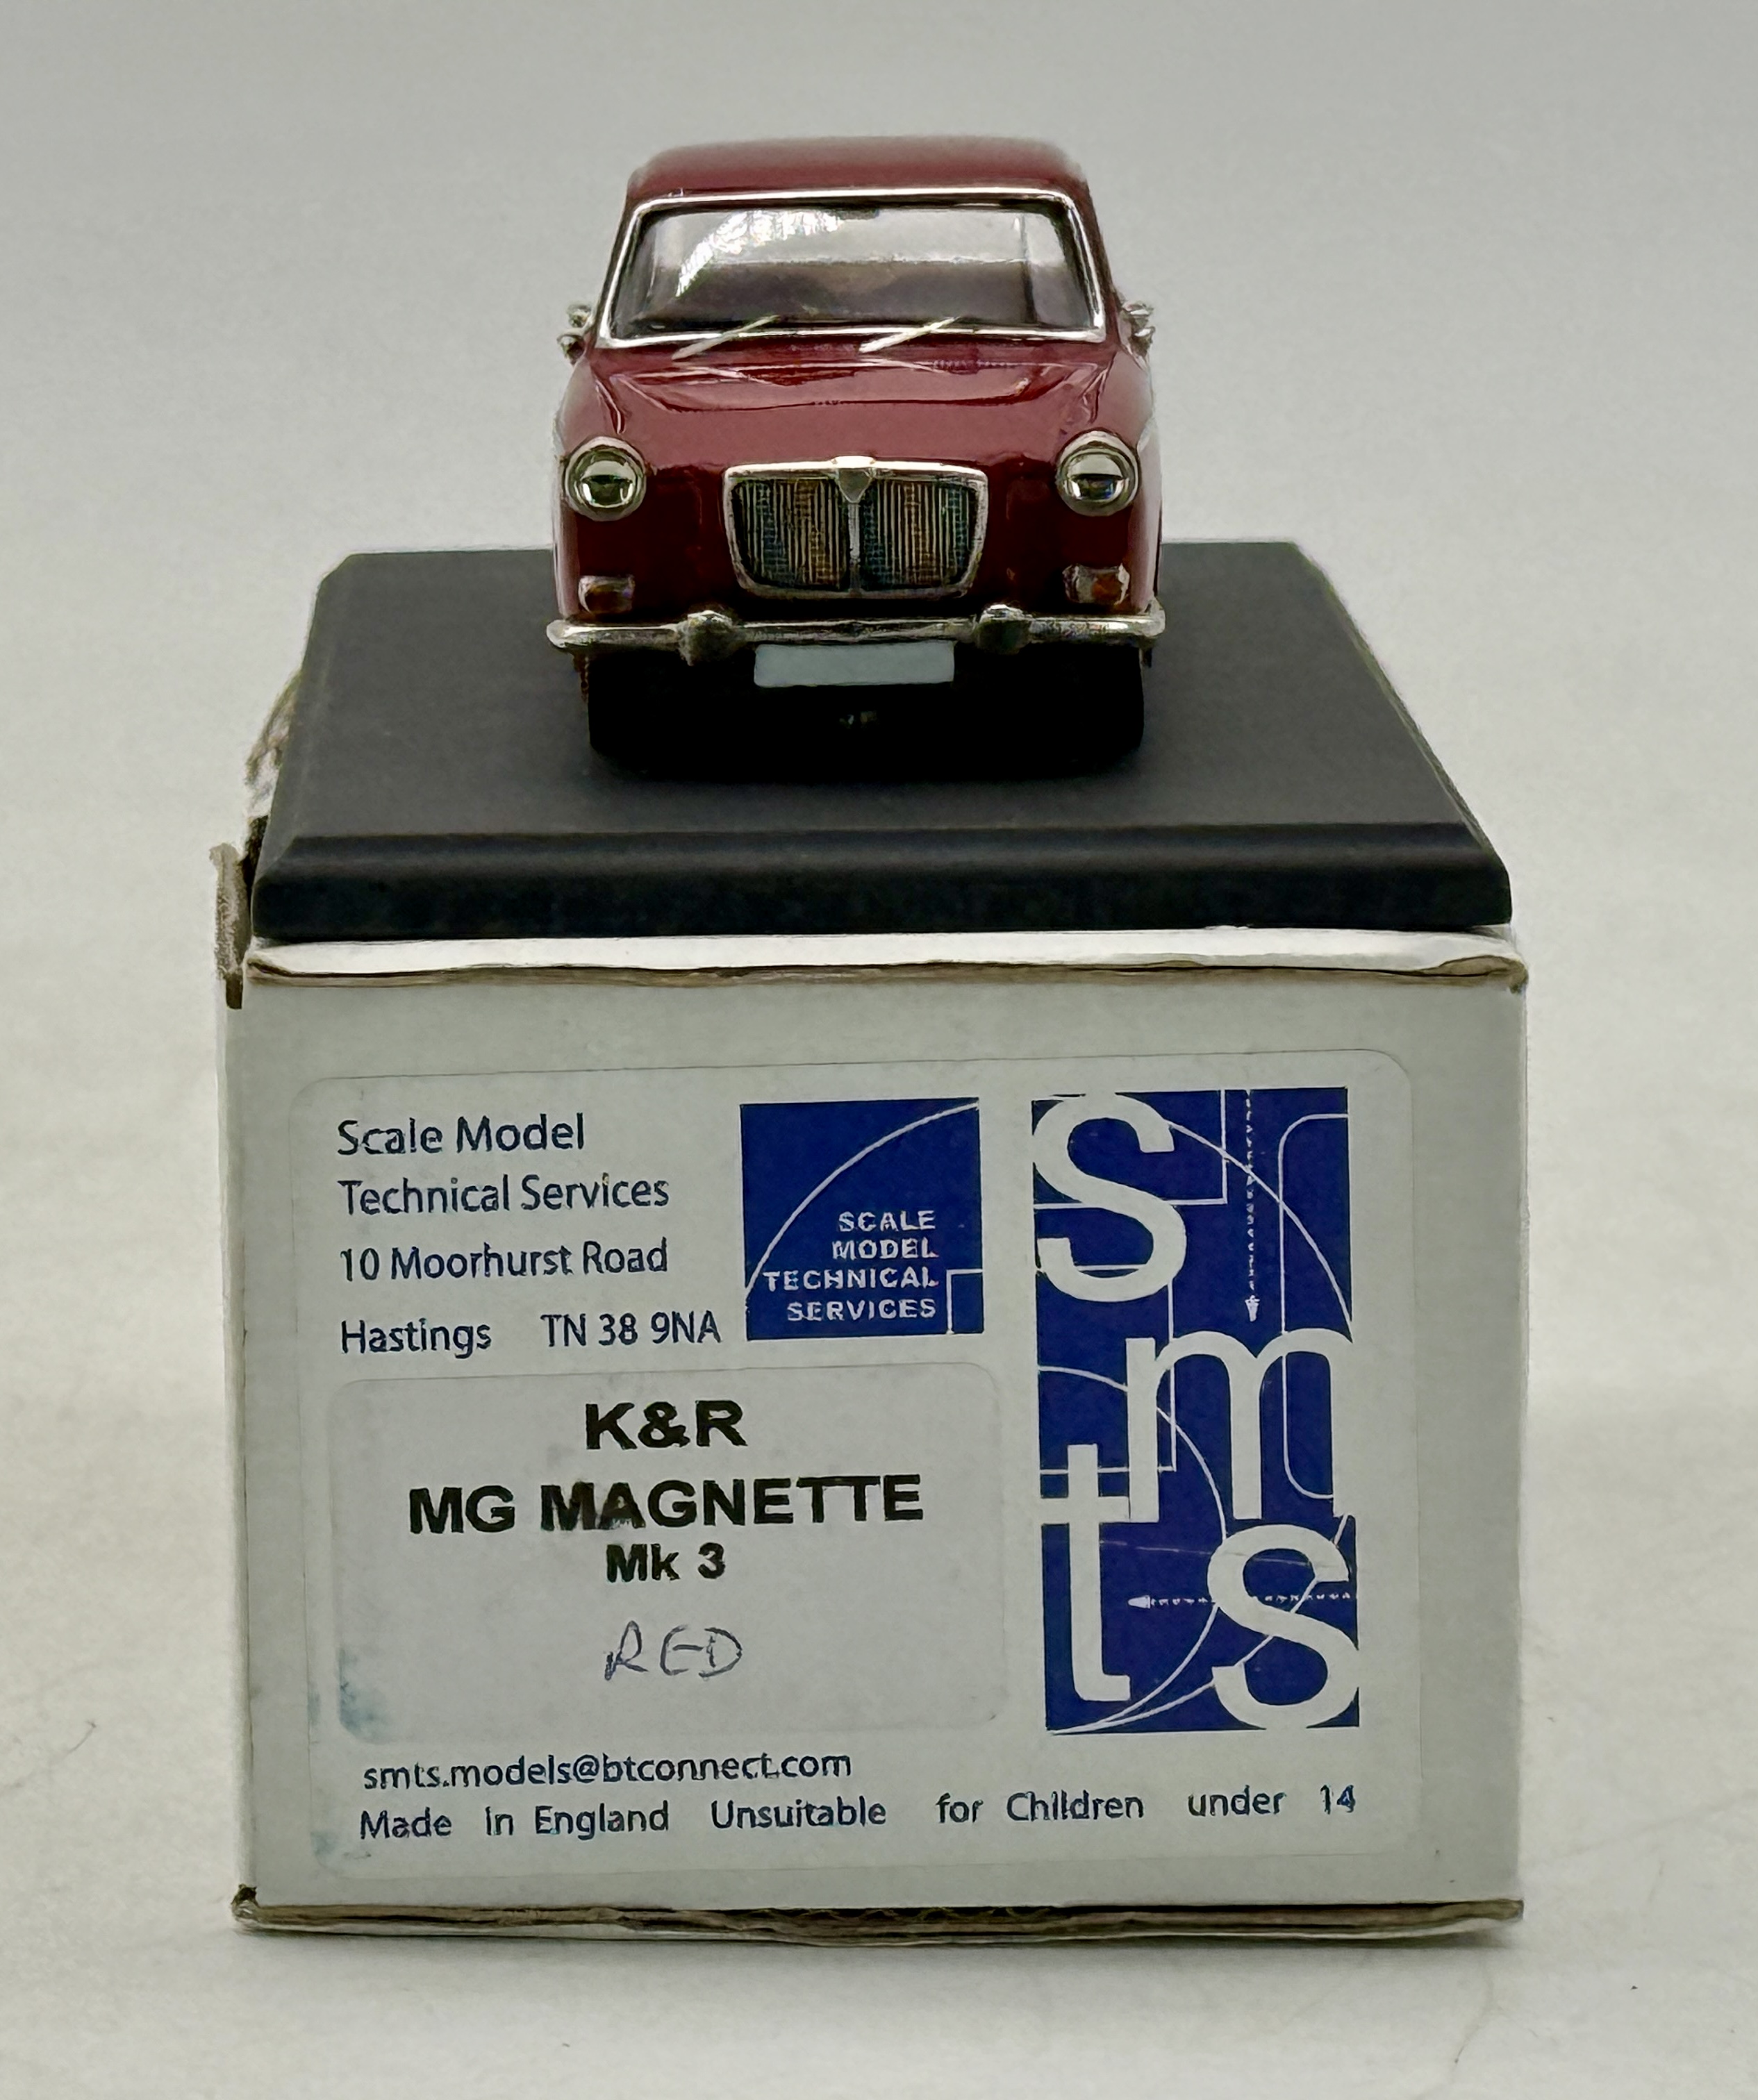 Scale Model
Technical Services
10 Moorhurst Road
Hastings TN 38 9NA
SCALE
MODEL
TECHNICAL
SERVICES
smts
K&R
MG MAGNETTE
Mk 3
RED
smts.models@btconnect.com
Made in England Unsuitable for Children under 14